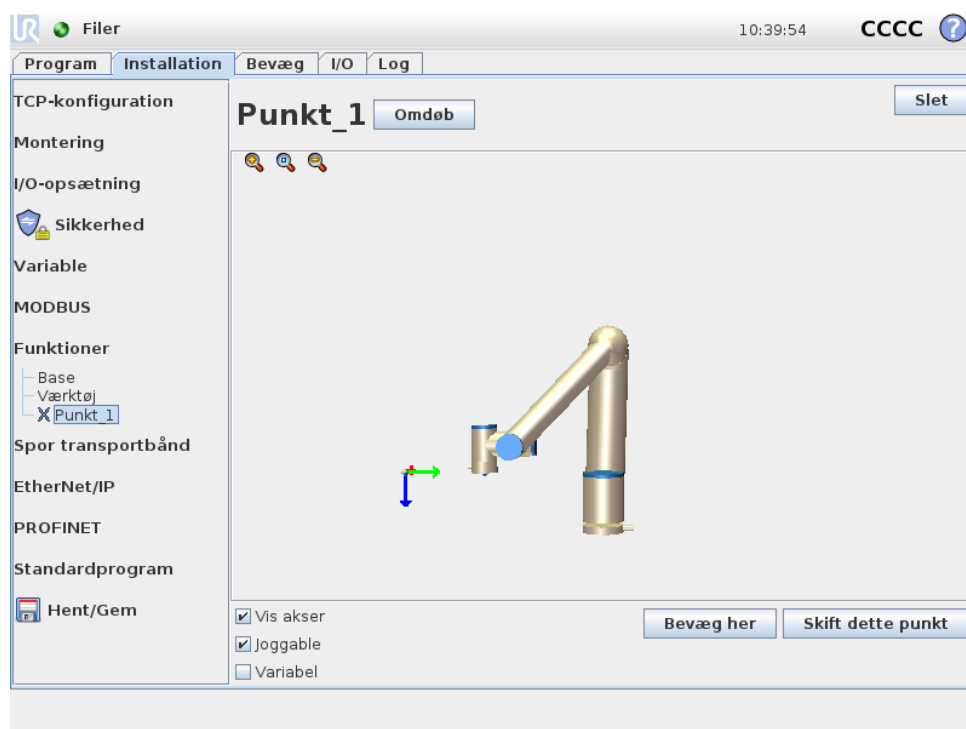 UR Filer 10:39:54 CCCC ?
Program Installation Bevæg I/O Log
TCP-konfiguration
Montering
I/O-opsætning
Sikkerhed
Variable
MODBUS
Funktioner
Base
Værktøj
Punkt_1
Spor transportbånd
EtherNet/IP
PROFINET
Standardprogram
Hent/Gem
Punkt_1 Omdøb Slet
Vis akser
Joggable
Variabel
Bevæg her Skift dette punkt